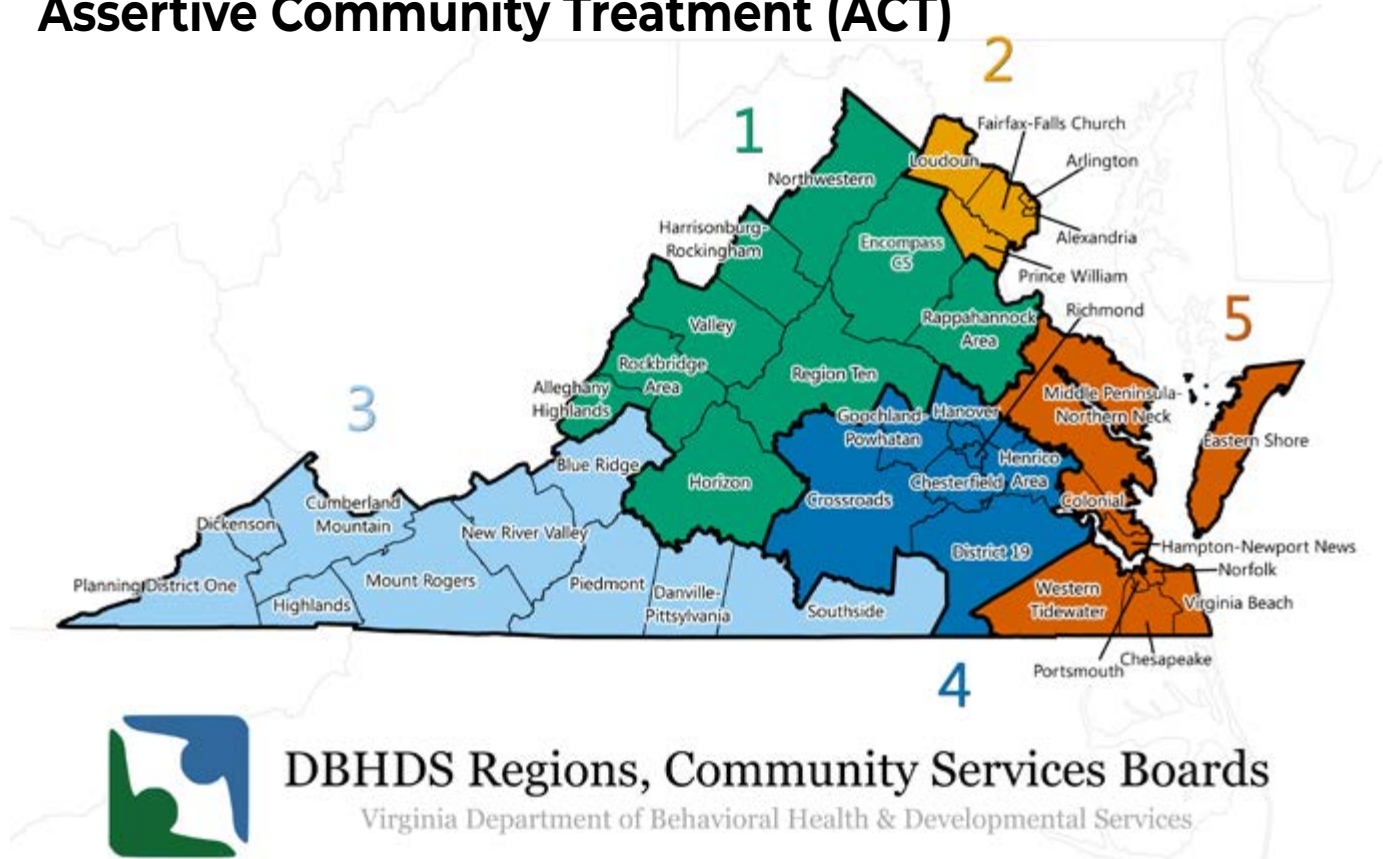 Assertive Community Treatment (ACT)
2
Fairfax-Falls Church
1
Loudoun
Arlington
Northwestern
Harrisonburg-
Rockingham
Encompass
CS
Alexandria
Prince William
Richmond
5
Valley
Rappahannock
Area
Rockbridge
Area
Region Ten
Alleghany
Highlands
3
Middle Peninsula-
Northern Neck
Goochland-
Powhatan
Hanover
Eastern Shore
Blue Ridge
Henrico
Area
Horizon
Chesterfield
Crossroads
Colonial
Cumberland
Mountain
Dickenson
New River Valley
Hampton-Newport News
District 19
Norfolk
Planning District One
Mount Rogers
Piedmont
Danville-
Pittsylvania
Western
Tidewater
Highlands
Southside
Virginia Beach
Portsmouth
Chesapeake
4
DBHDS Regions, Community Services Boards
Virginia Department of Behavioral Health & Developmental Services